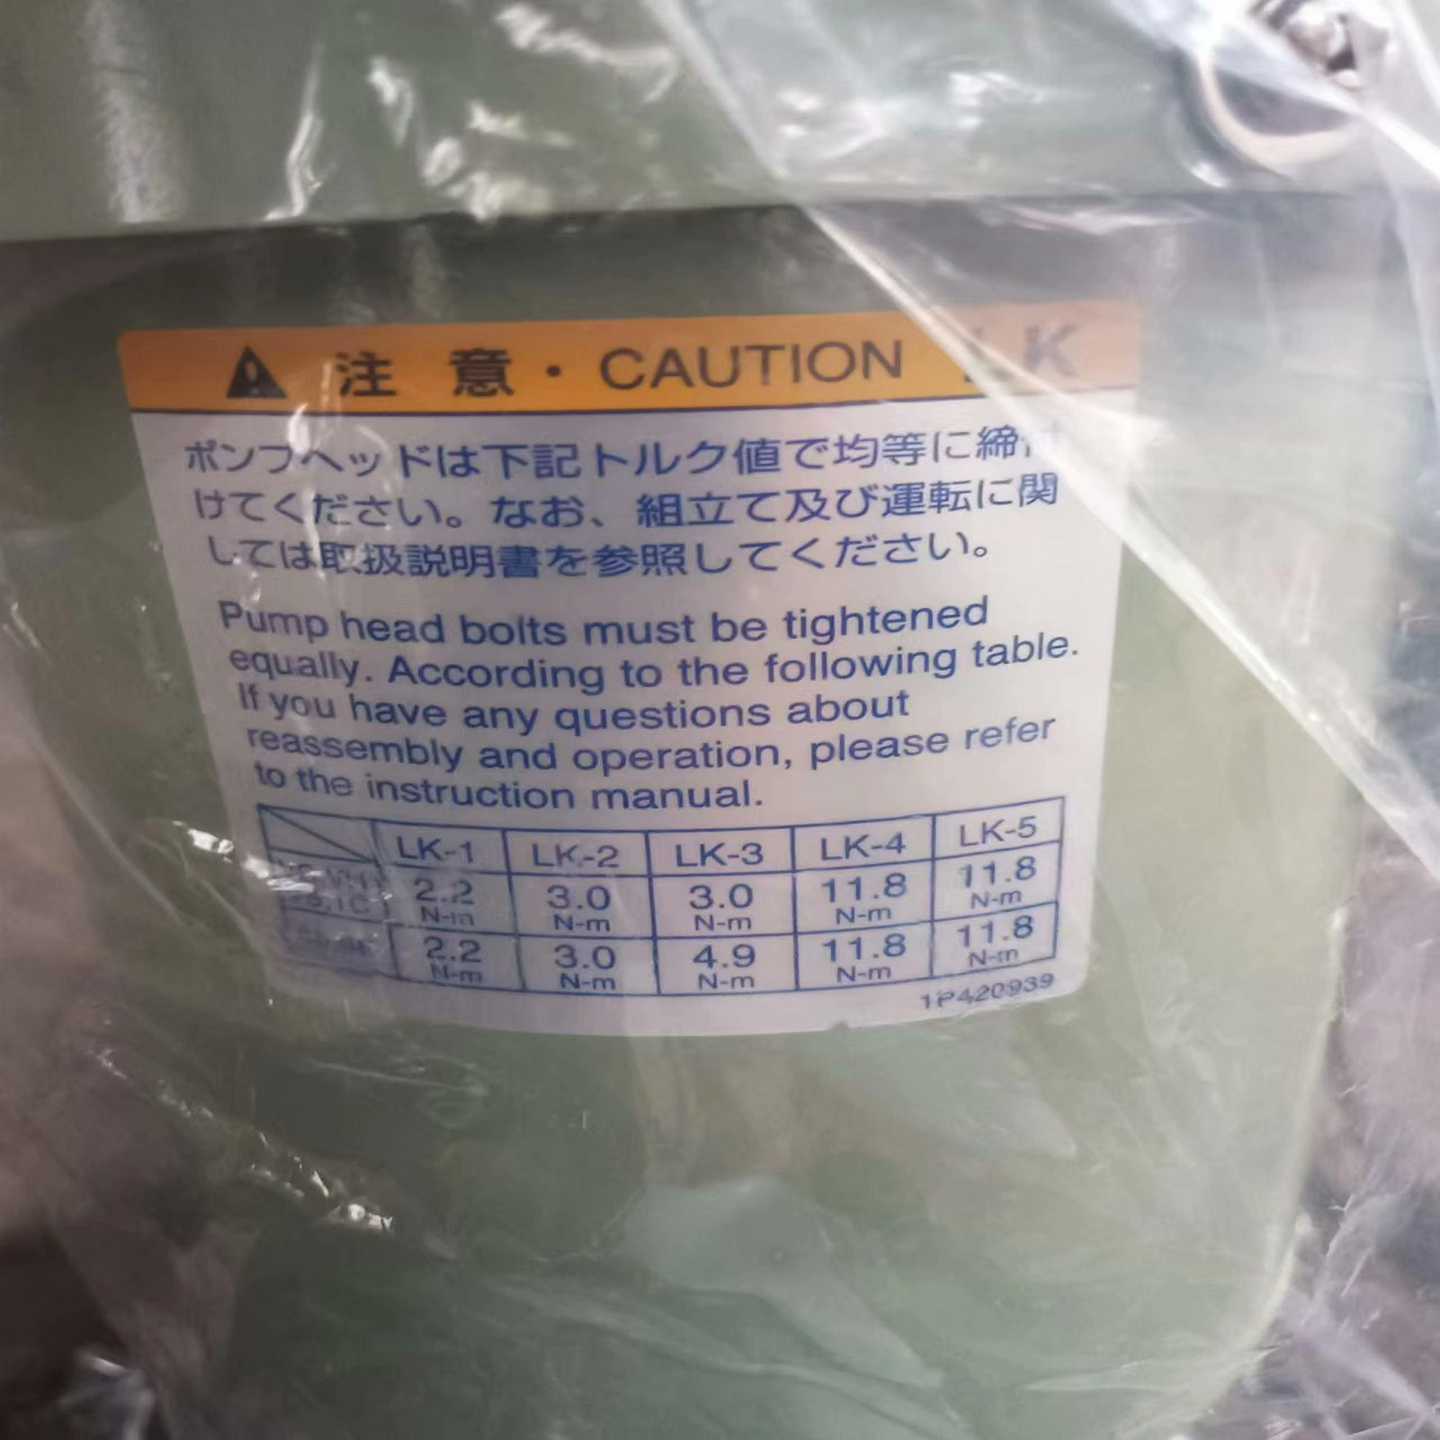 注 意・CAUTION LK
ポンプヘッドは下記トルク値で均等に締付
けてください。なお、組立て及び運転に関
しては取扱説明書を参照してください。
Pump head bolts must be tightened
equally. According to the following table.
If you have any questions about
reassembly and operation, please refer
to the instruction manual.
LK-1 LK-2 LK-3 LK-4 LK-5
2.2 3.0 3.0 11.8 11.8
N-m N-m N-m N-m N-m
2.2 3.0 4.9 11.8 11.8
N-m N-m N-m N-m N-m
1P420939